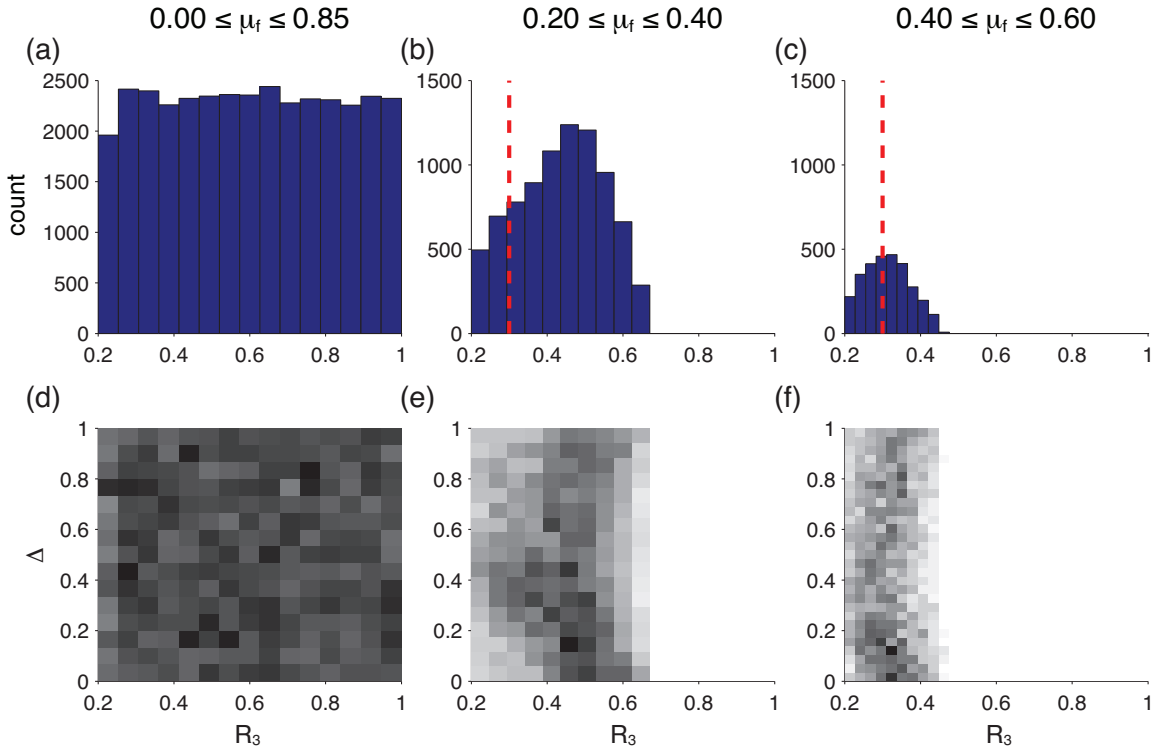 0.00 ≤ μf ≤ 0.85 0.20 ≤ μf ≤ 0.40 0.40 ≤ μf ≤ 0.60
(a) (b) (c)
2500 1500 1500
2000
1500 1000 1000
count
1000 500 500
500
0 0 0
0.2 0.4 0.6 0.8 1 0.2 0.4 0.6 0.8 1 0.2 0.4 0.6 0.8 1
(d) (e) (f)
1 1 1
0.8 0.8 0.8
0.6 0.6 0.6
Δ
0.4 0.4 0.4
0.2 0.2 0.2
0 0 0
0.2 0.4 0.6 0.8 1 0.2 0.4 0.6 0.8 1 0.2 0.4 0.6 0.8 1
R3 R3 R3